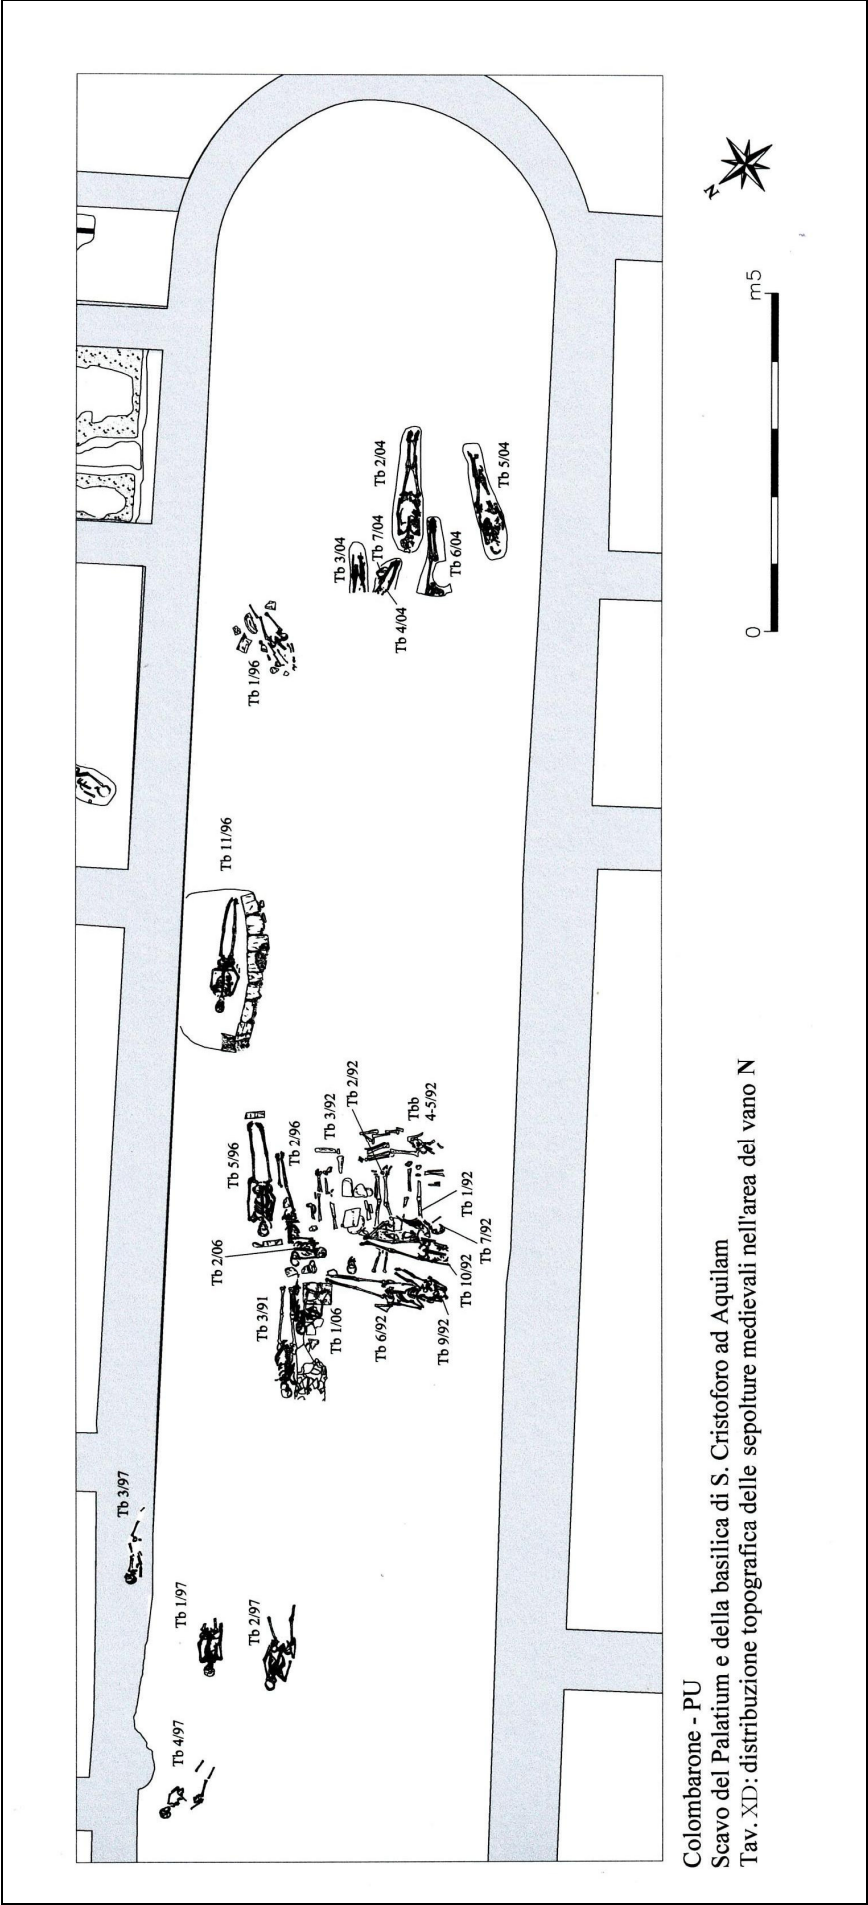 Tb 3/97
Tb 4/97
Tb 1/97
Tb 2/06
Tb 11/96
Tb 5/96
Tb 2/97
Tb 1/96
Tb 3/91
Tb 2/96
Tb 3/92
Tb 1/06
Tb 3/04
Tb 2/92
Tb 7/04
Tb 2/04
Tb 6/92
Tb 4/04
Tbb
4-5/92
Tb 9/92
Tb 6/04
Tb 10/92
Tb 1/92
Tb 7/92
Tb 5/04
Colombarone - PU
Scavo del Palatium e della basilica di S. Cristoforo ad Aquilam
Tav. XD: distribuzione topografica delle sepolture medievali nell'area del vano N
0 m5
N